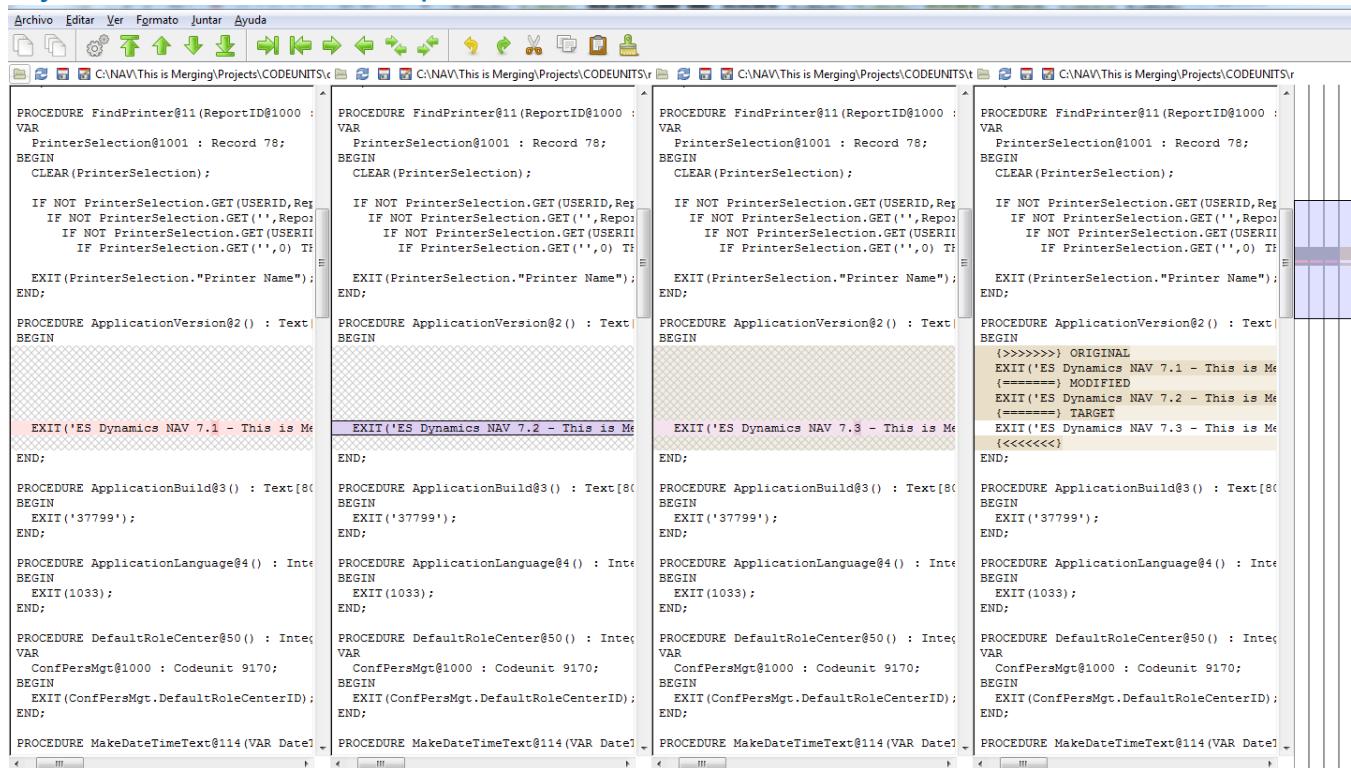 Archivo Editar Ver Formato Juntar Ayuda
C:\NAV\This is Merging\Projects\CODEUNITS\
PROCEDURE FindPrinter@11(ReportID@1000 :
VAR
PrinterSelection@1001 : Record 78;
BEGIN
CLEAR(PrinterSelection);
IF NOT PrinterSelection.GET(USERID,Rep
IF NOT PrinterSelection.GET('',Repo
IF NOT PrinterSelection.GET(USERI
IF PrinterSelection.GET('',0) T
EXIT(PrinterSelection."Printer Name");
END;
PROCEDURE ApplicationVersion@2() : Text
BEGIN
EXIT('ES Dynamics NAV 7.1 - This is Me
END;
PROCEDURE ApplicationBuild@3() : Text[80
BEGIN
EXIT('37799');
END;
PROCEDURE ApplicationLanguage@4() : Inte
BEGIN
EXIT(1033);
END;
PROCEDURE DefaultRoleCenter@50() : Integ
VAR
ConfPersMgt@1000 : Codeunit 9170;
BEGIN
EXIT(ConfPersMgt.DefaultRoleCenterID);
END;
PROCEDURE MakeDateTimeText@114(VAR Date
C:\NAV\This is Merging\Projects\CODEUNITS\r
PROCEDURE FindPrinter@11(ReportID@1000 :
VAR
PrinterSelection@1001 : Record 78;
BEGIN
CLEAR(PrinterSelection);
IF NOT PrinterSelection.GET(USERID,Rep
IF NOT PrinterSelection.GET('',Repo
IF NOT PrinterSelection.GET(USERI
IF PrinterSelection.GET('',0) T
EXIT(PrinterSelection."Printer Name");
END;
PROCEDURE ApplicationVersion@2() : Text
BEGIN
EXIT('ES Dynamics NAV 7.2 - This is Me
END;
PROCEDURE ApplicationBuild@3() : Text[80
BEGIN
EXIT('37799');
END;
PROCEDURE ApplicationLanguage@4() : Inte
BEGIN
EXIT(1033);
END;
PROCEDURE DefaultRoleCenter@50() : Integ
VAR
ConfPersMgt@1000 : Codeunit 9170;
BEGIN
EXIT(ConfPersMgt.DefaultRoleCenterID);
END;
PROCEDURE MakeDateTimeText@114(VAR Date
C:\NAV\This is Merging\Projects\CODEUNITS\t
PROCEDURE FindPrinter@11(ReportID@1000 :
VAR
PrinterSelection@1001 : Record 78;
BEGIN
CLEAR(PrinterSelection);
IF NOT PrinterSelection.GET(USERID,Rep
IF NOT PrinterSelection.GET('',Repo
IF NOT PrinterSelection.GET(USERI
IF PrinterSelection.GET('',0) T
EXIT(PrinterSelection."Printer Name");
END;
PROCEDURE ApplicationVersion@2() : Text
BEGIN
EXIT('ES Dynamics NAV 7.3 - This is Me
END;
PROCEDURE ApplicationBuild@3() : Text[80
BEGIN
EXIT('37799');
END;
PROCEDURE ApplicationLanguage@4() : Inte
BEGIN
EXIT(1033);
END;
PROCEDURE DefaultRoleCenter@50() : Integ
VAR
ConfPersMgt@1000 : Codeunit 9170;
BEGIN
EXIT(ConfPersMgt.DefaultRoleCenterID);
END;
PROCEDURE MakeDateTimeText@114(VAR Date
C:\NAV\This is Merging\Projects\CODEUNITS\r
PROCEDURE FindPrinter@11(ReportID@1000 :
VAR
PrinterSelection@1001 : Record 78;
BEGIN
CLEAR(PrinterSelection);
IF NOT PrinterSelection.GET(USERID,Rep
IF NOT PrinterSelection.GET('',Repo
IF NOT PrinterSelection.GET(USERI
IF PrinterSelection.GET('',0) T
EXIT(PrinterSelection."Printer Name");
END;
PROCEDURE ApplicationVersion@2() : Text
BEGIN
{>>>>>>>} ORIGINAL
EXIT('ES Dynamics NAV 7.1 - This is Me
{=======} MODIFIED
EXIT('ES Dynamics NAV 7.2 - This is Me
{=======} TARGET
EXIT('ES Dynamics NAV 7.3 - This is Me
{<<<<<<<}
END;
PROCEDURE ApplicationBuild@3() : Text[80
BEGIN
EXIT('37799');
END;
PROCEDURE ApplicationLanguage@4() : Inte
BEGIN
EXIT(1033);
END;
PROCEDURE DefaultRoleCenter@50() : Integ
VAR
ConfPersMgt@1000 : Codeunit 9170;
BEGIN
EXIT(ConfPersMgt.DefaultRoleCenterID);
END;
PROCEDURE MakeDateTimeText@114(VAR Date